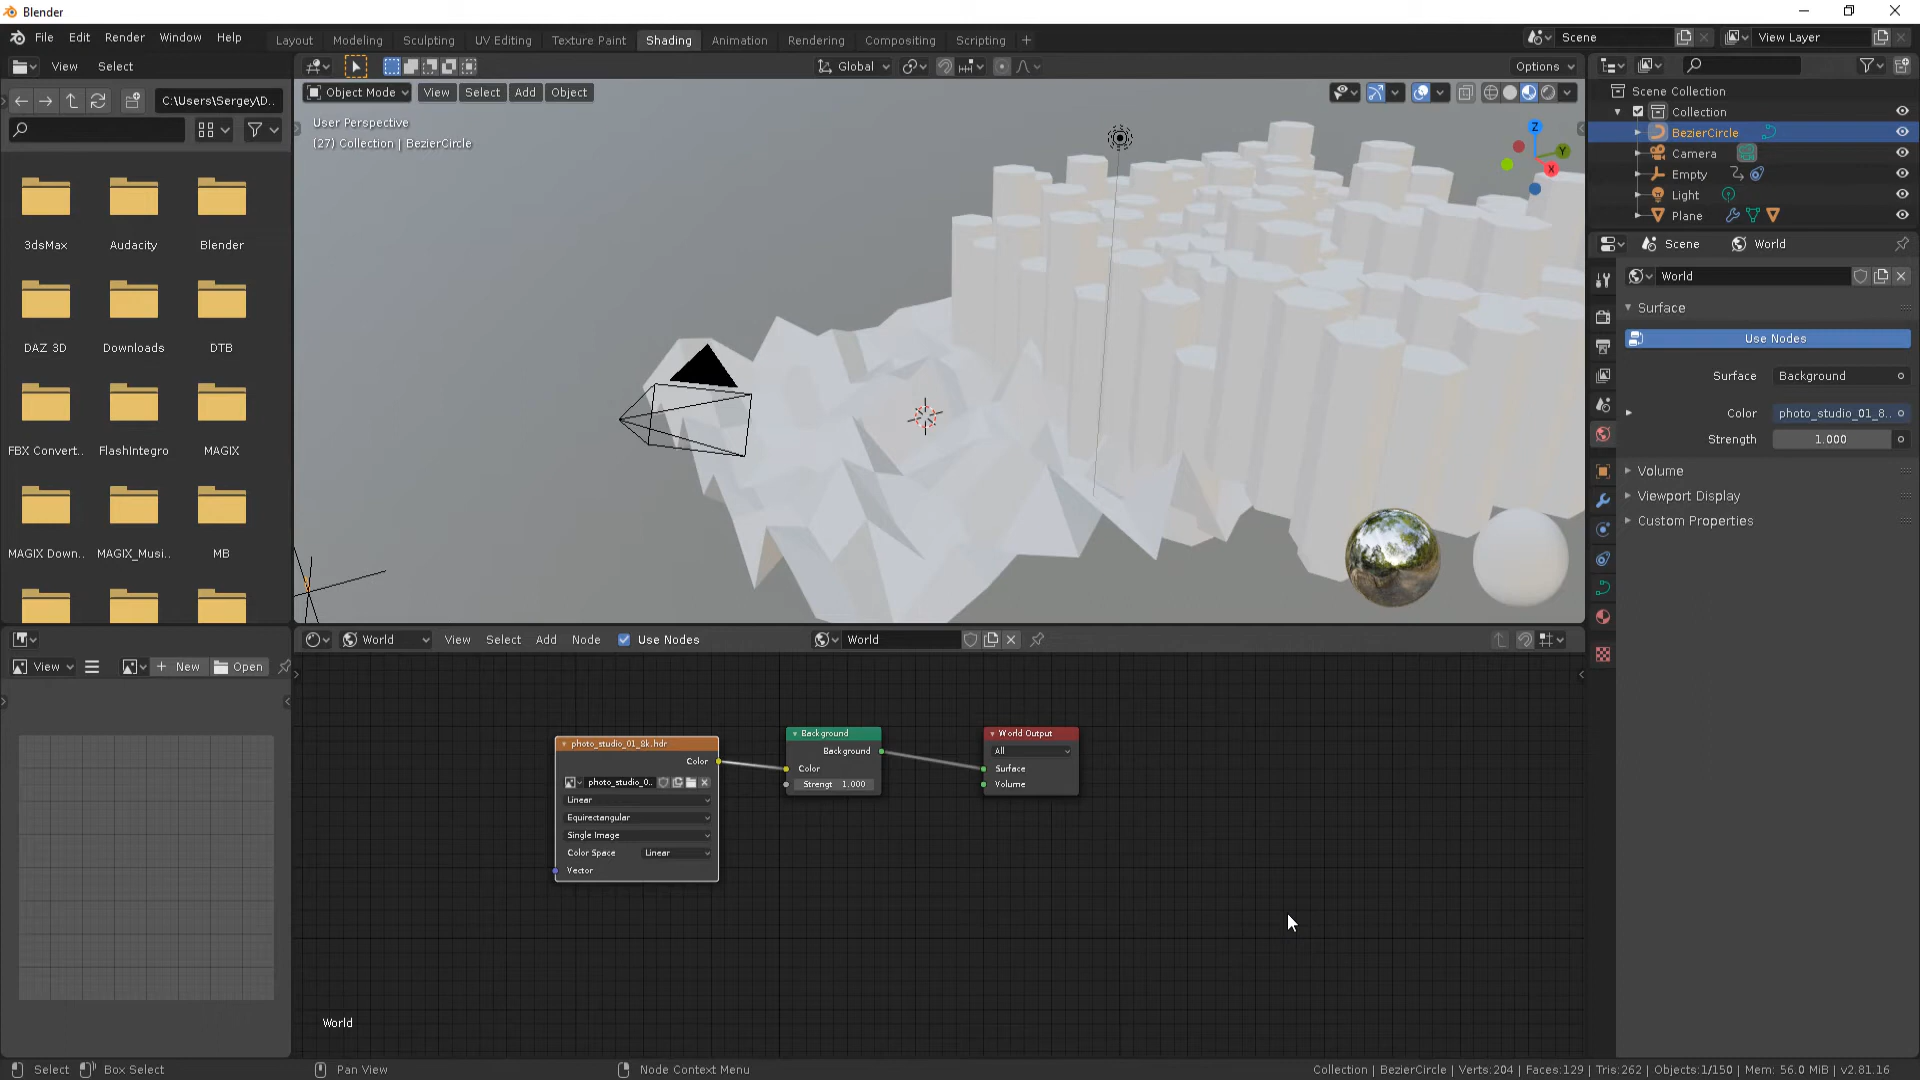 Blender
File Edit Render Window Help
Layout Modeling Sculpting UV Editing Texture Paint Shading Animation Rendering Compositing Scripting +
Scene
View Layer
View Select
Global
Options
C:\Users\Sergey\D..
Object Mode View Select Add Object
User Perspective
(27) Collection | BezierCircle
Z
Y
X
3dsMax Audacity Blender
DAZ 3D Downloads DTB
FBX Convert.. FlashIntegro MAGIX
MAGIX Down.. MAGIX_Musi.. MB
Scene Collection
Collection
BezierCircle
Camera
Empty
Light
Plane
Scene World
World
Surface
Use Nodes
Surface Background
Color photo_studio_01_8..
Strength 1.000
Volume
Viewport Display
Custom Properties
World View Select Add Node Use Nodes World
View + New Open
photo_studio_01_8k.hdr
Color
photo_studio_0..
Linear
Equirectangular
Single Image
Color Space Linear
Vector
Background
Background
Color
Strengt 1.000
World Output
All
Surface
Volume
World
Select Box Select Pan View Node Context Menu
Collection | BezierCircle | Verts:204 | Faces:129 | Tris:262 | Objects:1/150 | Mem: 56.0 MiB | v2.81.16